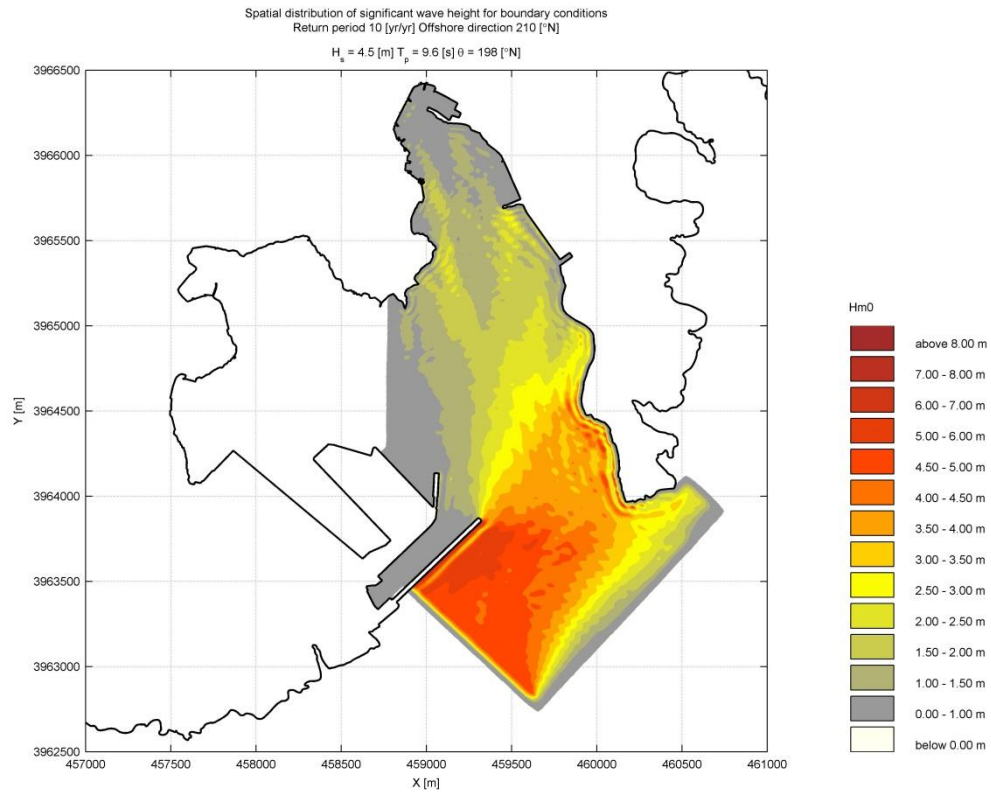 Spatial distribution of significant wave height for boundary conditions
Return period 10 [yr/yr] Offshore direction 210 [°N]
H_s = 4.5 [m] T_p = 9.6 [s] θ = 198 [°N]
3966500
3966000
3965500
3965000
3964500
3964000
3963500
3963000
3962500
Y [m]
457000 457500 458000 458500 459000 459500 460000 460500 461000
X [m]
Hm0
above 8.00 m
7.00 - 8.00 m
6.00 - 7.00 m
5.00 - 6.00 m
4.50 - 5.00 m
4.00 - 4.50 m
3.50 - 4.00 m
3.00 - 3.50 m
2.50 - 3.00 m
2.00 - 2.50 m
1.50 - 2.00 m
1.00 - 1.50 m
0.00 - 1.00 m
below 0.00 m